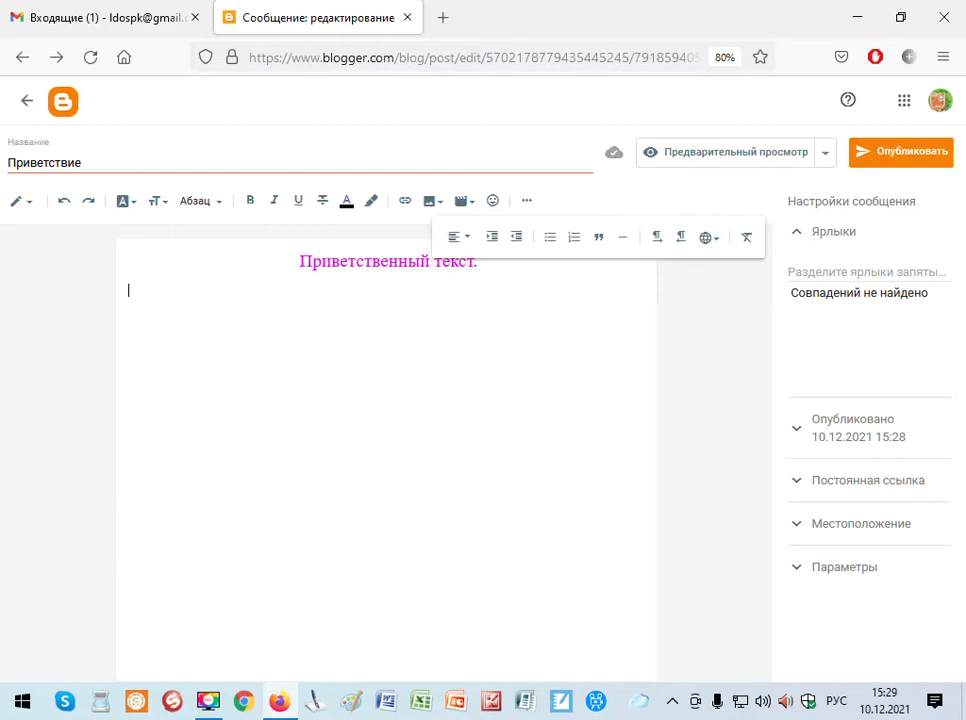 Входящие (1) - ldospk@gmail.c
Сообщение: редактирование
https://www.blogger.com/blog/post/edit/5702178779435445245/79185940
80%
Название
Приветствие
Предварительный просмотр
Опубликовать
Абзац
Настройки сообщения
Ярлыки
Разделите ярлыки запяты...
Совпадений не найдено
Приветственный текст.
Опубликовано
10.12.2021 15:28
Постоянная ссылка
Местоположение
Параметры
РУС
15:29
10.12.2021